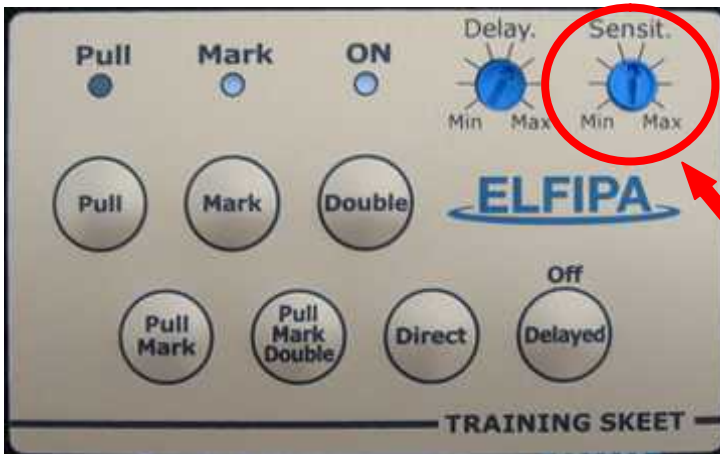 Delay. Sensit.
Pull Mark ON
Min Max Min Max
Pull Mark Double
ELFIPA
Off
Pull
Mark
Pull
Mark
Double
Direct
Delayed
TRAINING SKEET